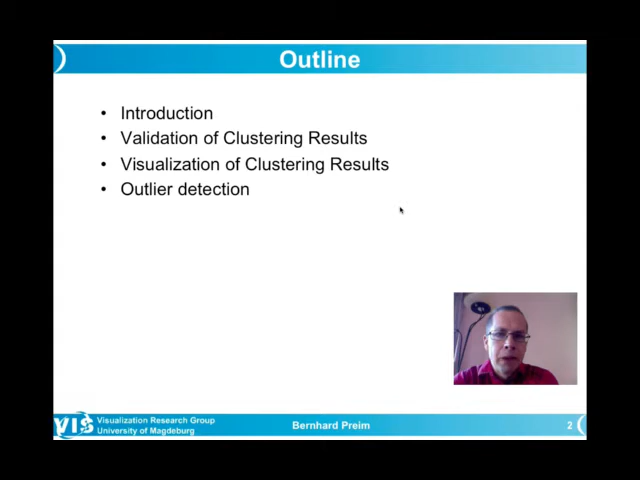 Outline
• Introduction
• Validation of Clustering Results
• Visualization of Clustering Results
• Outlier detection
VIS
Visualization Research Group
University of Magdeburg
Bernhard Preim
2